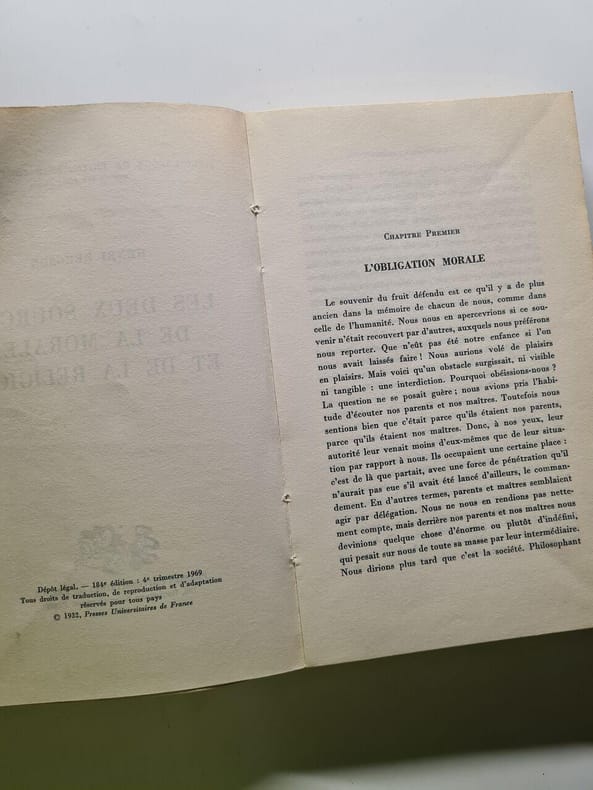 Dépôt légal. — 184e édition : 4e trimestre 1969
Tous droits de traduction, de reproduction et d'adaptation
réservés pour tous pays
© 1932, Presses Universitaires de France
Chapitre Premier
L'OBLIGATION MORALE
Le souvenir du fruit défendu est ce qu'il y a de plus
ancien dans la mémoire de chacun de nous, comme dans
celle de l'humanité. Nous nous en apercevrions si ce sou-
venir n'était recouvert par d'autres, auxquels nous préférons
nous reporter. Que n'eût pas été notre enfance si l'on
nous avait laissés faire ! Nous aurions volé de plaisirs
en plaisirs. Mais voici qu'un obstacle surgissait, ni visible
ni tangible : une interdiction. Pourquoi obéissions-nous ?
La question ne se posait guère ; nous avions pris l'habi-
tude d'écouter nos parents et nos maîtres. Toutefois nous
sentions bien que c'était parce qu'ils étaient nos parents,
parce qu'ils étaient nos maîtres. Donc, à nos yeux, leur
autorité leur venait moins d'eux-mêmes que de leur situa-
tion par rapport à nous. Ils occupaient une certaine place :
c'est de là que partait, avec une force de pénétration qu'il
n'aurait pas eue s'il avait été lancé d'ailleurs, le comman-
dement. En d'autres termes, parents et maîtres semblaient
agir par délégation. Nous ne nous en rendions pas nette-
ment compte, mais derrière nos parents et nos maîtres nous
devinions quelque chose d'énorme ou plutôt d'indéfini,
qui pesait sur nous de toute sa masse par leur intermédiaire.
Nous dirions plus tard que c'est la société. Philosophant